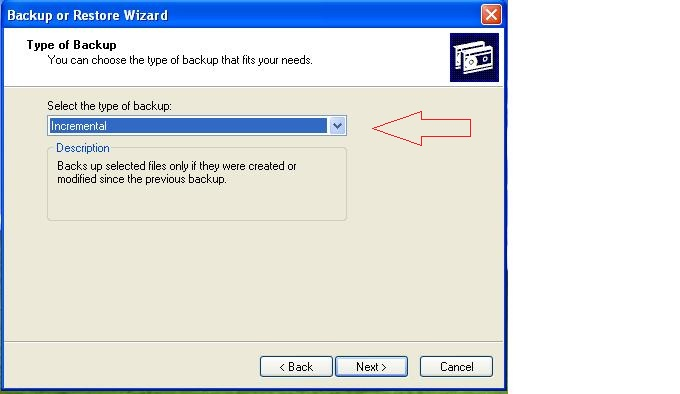 Backup or Restore Wizard
Type of Backup
You can choose the type of backup that fits your needs.
Select the type of backup:
Incremental
Description
Backs up selected files only if they were created or
modified since the previous backup.
< Back
Next >
Cancel